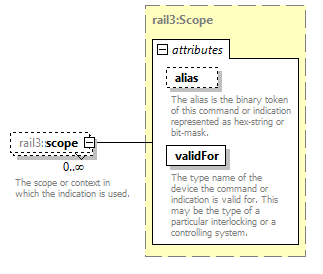 rail3:Scope
attributes
alias
The alias is the binary token
of this command or indication
represented as hex-string or
bit-mask.
rail3:scope
0..∞
The scope or context in
which the indication is used.
validFor
The type name of the
device the command or
indication is valid for. This
may be the type of a
particular interlocking or a
controlling system.